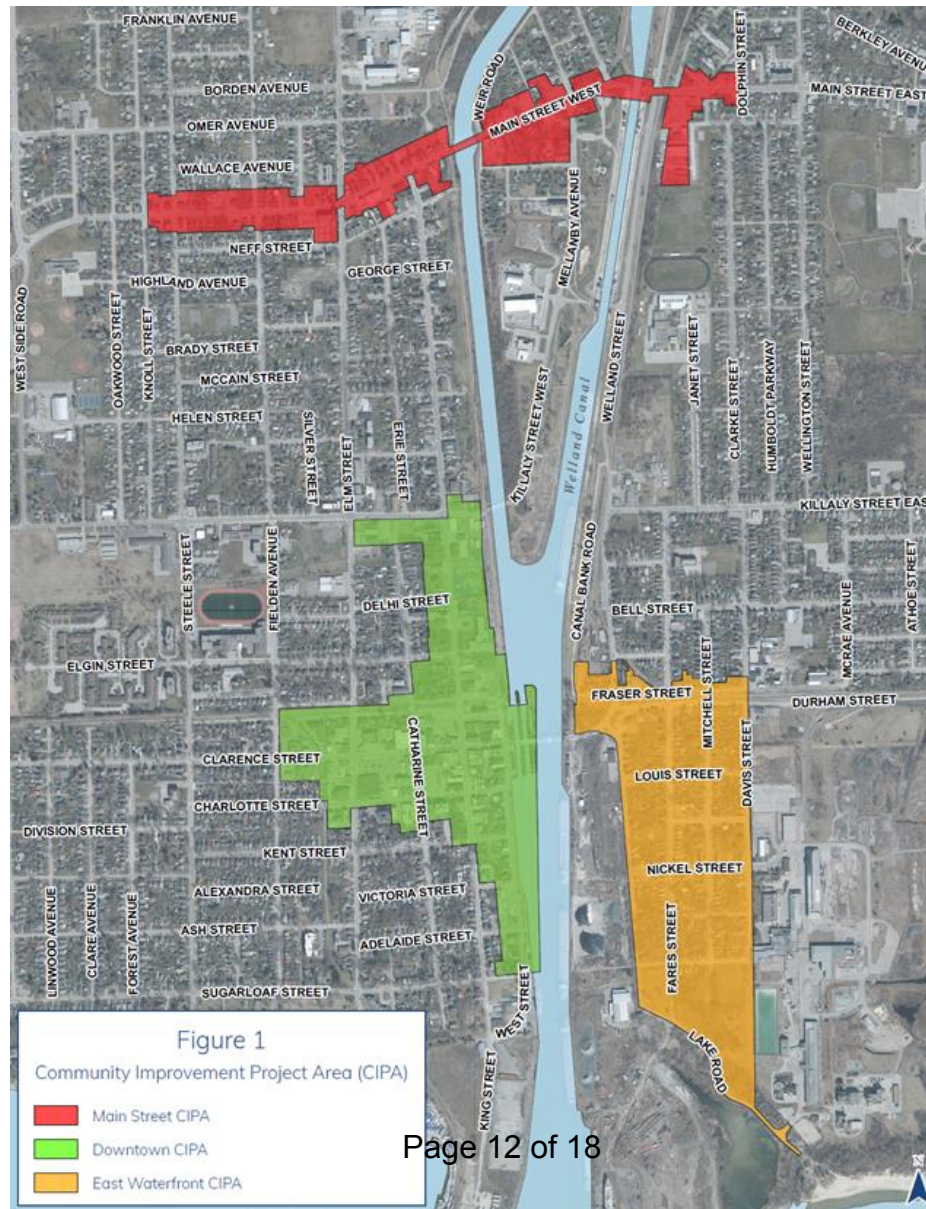 FRANKLIN AVENUE
DOLPHIN STREET
BERKLEY AVENUE
WEIR ROAD
BORDEN AVENUE
MAIN STREET EAST
MAIN STREET WEST
OMER AVENUE
WALLACE AVENUE
MELLANBY AVENUE
NEFF STREET
GEORGE STREET
HIGHLAND AVENUE
WEST SIDE ROAD
OAKWOOD STREET
KNOLL STREET
BRADY STREET
MCCAIN STREET
HELEN STREET
SILVER STREET
ELM STREET
ERIE STREET
KILLALY STREET WEST
Welland Canal
WELLAND STREET
JANET STREET
CLARKE STREET
HUMBOLDT PARKWAY
WELLINGTON STREET
KILLALY STREET EAST
STEELE STREET
FIELDEN AVENUE
DELHI STREET
CANAL BANK ROAD
BELL STREET
MITCHELL STREET
MCRAE AVENUE
ATHOE STREET
ELGIN STREET
FRASER STREET
DURHAM STREET
CLARENCE STREET
CATHARINE STREET
LOUIS STREET
DAVIS STREET
CHARLOTTE STREET
DIVISION STREET
KENT STREET
NICKEL STREET
ALEXANDRA STREET
VICTORIA STREET
LINWOOD AVENUE
CLARE AVENUE
FOREST AVENUE
ASH STREET
ADELAIDE STREET
FARES STREET
SUGARLOAF STREET
WEST STREET
KING STREET
LAKE ROAD
Figure 1
Community Improvement Project Area (CIPA)
Main Street CIPA
Downtown CIPA
East Waterfront CIPA
Page 12 of 18